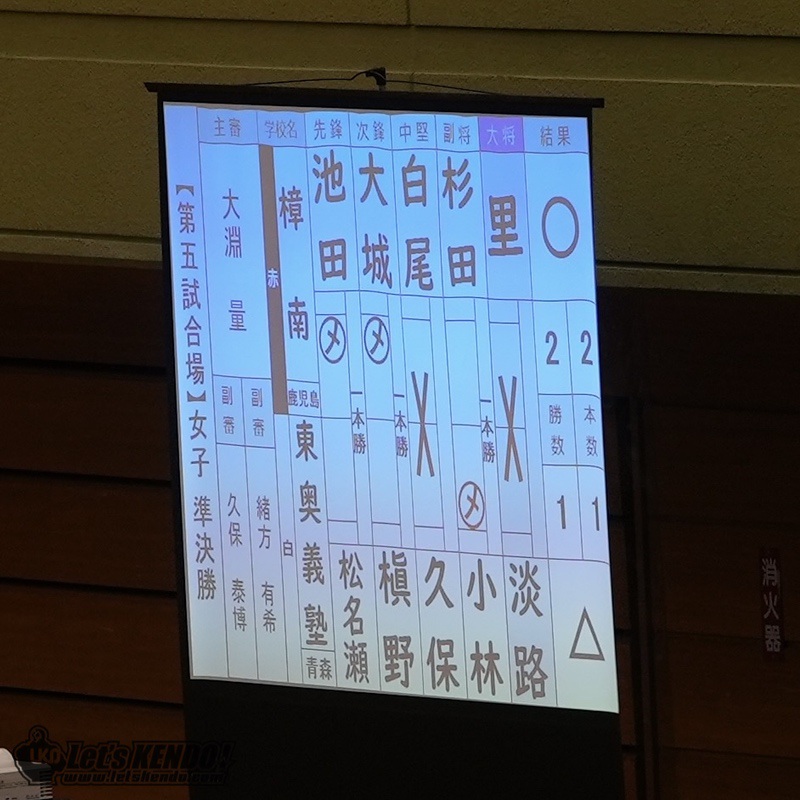 【第五試合場】女子 準決勝
主審 学校名 先鋒 次鋒 中堅 副将 大将 結果
大淵 量
副審 副審
久保 泰博
緒方 有希
赤
樟南
鹿児島
池田
大城
白尾
杉田
里
〇
メ メ
一本勝 一本勝 一本勝
メ
2 2
勝数 本数
1 1
白
東奥義塾
青森
松名瀬
槇野
久保
小林
淡路
△
消火器
LKD Let's KENDO!
www.letskendo.com